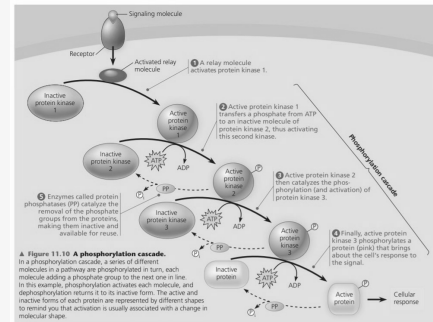 Signaling molecule
Receptor
Activated relay
molecule
1 A relay molecule
activates protein kinase 1.
Inactive
protein kinase
1
Active
protein
kinase
1
2 Active protein kinase 1
transfers a phosphate from ATP
to an inactive molecule of
protein kinase 2, thus activating
this second kinase.
Phosphorylation cascade
Inactive
protein kinase
2
ATP
ADP
P
Active
protein
kinase
2
PP
P
3 Active protein kinase 2
then catalyzes the phos-
phorylation (and activation) of
protein kinase 3.
5 Enzymes called protein
phosphatases (PP) catalyze the
removal of the phosphate
groups from the proteins,
making them inactive and
available for reuse.
Inactive
protein kinase
3
ATP
ADP
P
Active
protein
kinase
3
PP
P
4 Finally, active protein
kinase 3 phosphorylates a
protein (pink) that brings
about the cell's response to
the signal.
Inactive
protein
ATP
ADP
P
Active
protein
PP
P
Cellular
response
▲ Figure 11.10 A phosphorylation cascade.
In a phosphorylation cascade, a series of different
molecules in a pathway are phosphorylated in turn, each
molecule adding a phosphate group to the next one in line.
In this example, phosphorylation activates each molecule, and
dephosphorylation returns it to its inactive form. The active and
inactive forms of each protein are represented by different shapes
to remind you that activation is usually associated with a change in
molecular shape.